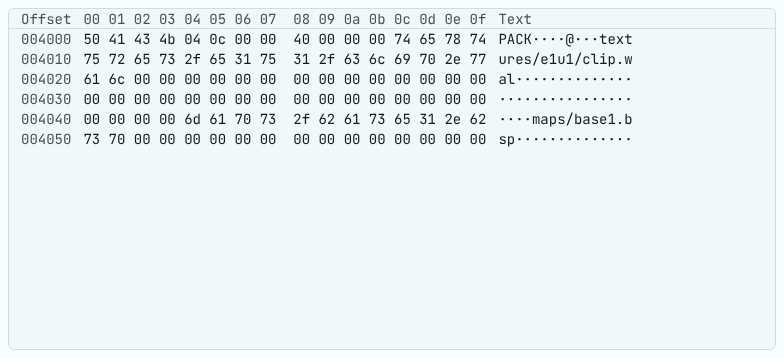 Offset 00 01 02 03 04 05 06 07 08 09 0a 0b 0c 0d 0e 0f Text
004000 50 41 43 4b 04 0c 00 00 40 00 00 00 74 65 78 74 PACK····@···text
004010 75 72 65 73 2f 65 31 75 31 2f 63 6c 69 70 2e 77 ures/e1u1/clip.w
004020 61 6c 00 00 00 00 00 00 00 00 00 00 00 00 00 00 al··············
004030 00 00 00 00 00 00 00 00 00 00 00 00 00 00 00 00 ················
004040 00 00 00 00 6d 61 70 73 2f 62 61 73 65 31 2e 62 ····maps/base1.b
004050 73 70 00 00 00 00 00 00 00 00 00 00 00 00 00 00 sp··············